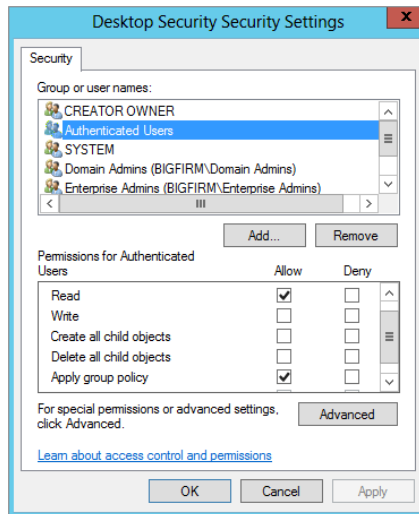 Desktop Security Security Settings
x
Security
Group or user names:
CREATOR OWNER
Authenticated Users
SYSTEM
Domain Admins (BIGFIRM\Domain Admins)
Enterprise Admins (BIGFIRM\Enterprise Admins)
Add...
Remove
Permissions for Authenticated
Users
Allow
Deny
Read
Write
Create all child objects
Delete all child objects
Apply group policy
For special permissions or advanced settings,
click Advanced.
Advanced
Learn about access control and permissions
OK
Cancel
Apply